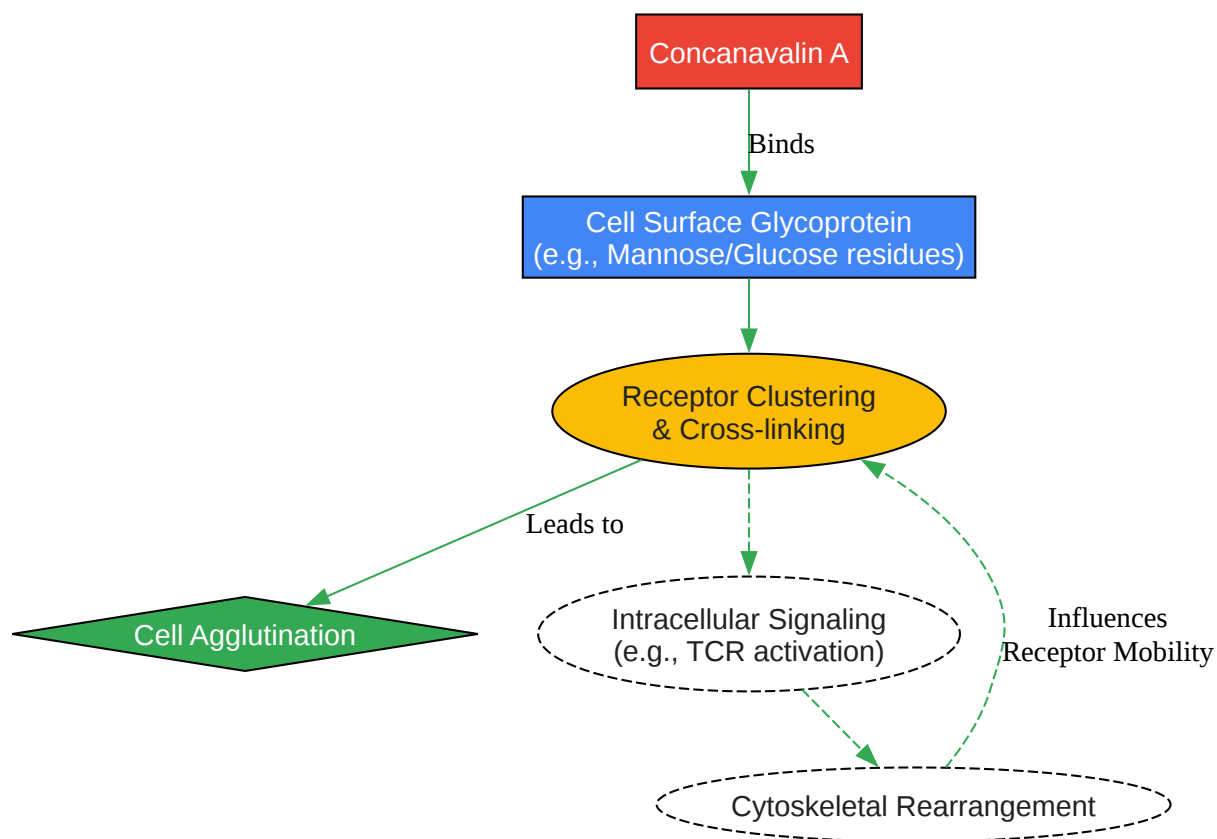 Concanavalin A
Binds
Cell Surface Glycoprotein
(e.g., Mannose/Glucose residues)
Receptor Clustering
& Cross-linking
Leads to
Cell Agglutination
Intracellular Signaling
(e.g., TCR activation)
Influences
Receptor Mobility
Cytoskeletal Rearrangement